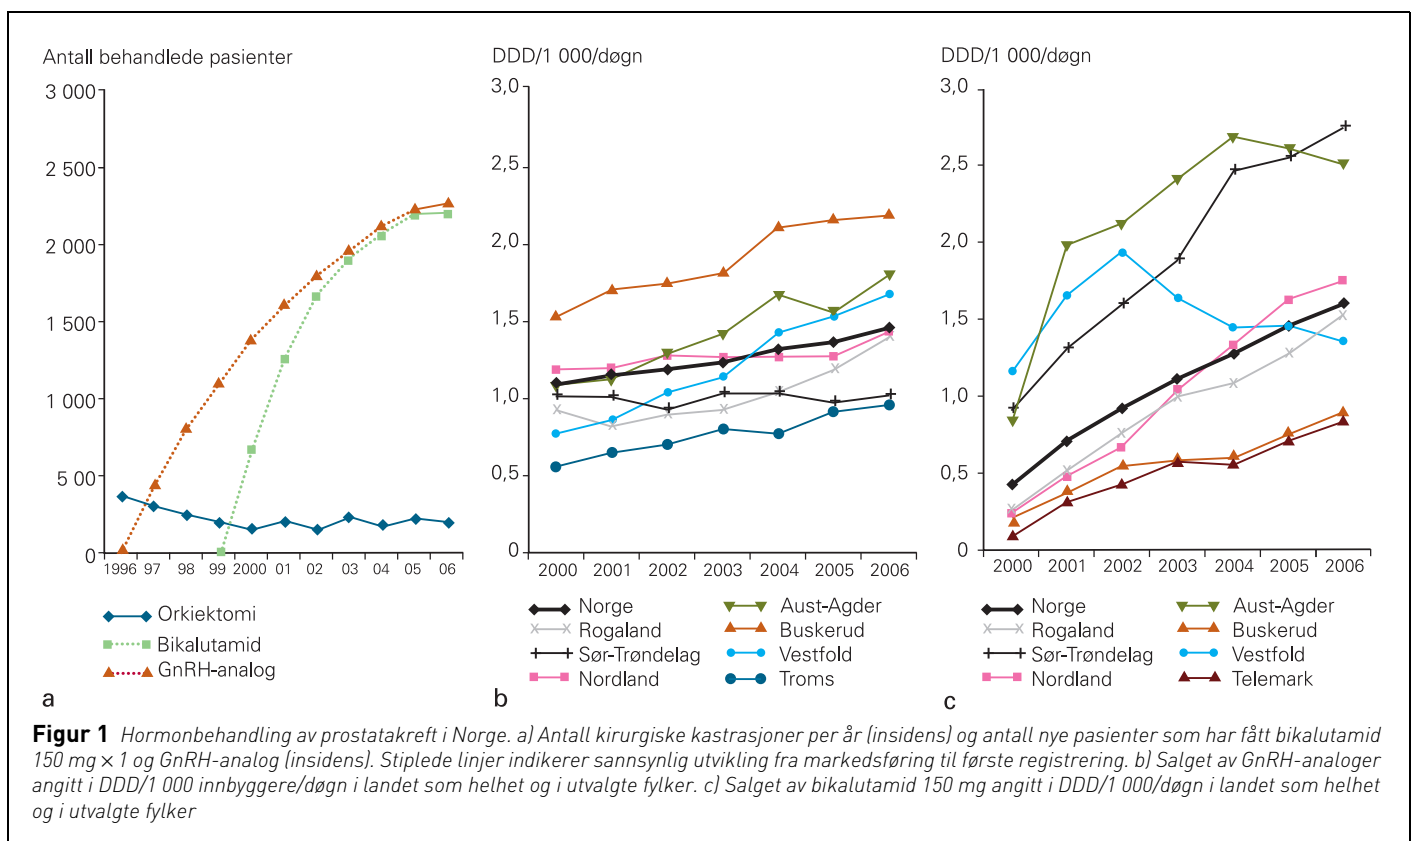 Antall behandlede pasienter
3 000
2 500
2 000
1 500
1 000
5 00
0
1996 97 98 99 2000 01 02 03 04 05 06
Orkiektomi
Bikalutamid
GnRH-analog
a
DDD/1 000/døgn
3,0
2,5
2,0
1,5
1,0
0,5
0
2000 2001 2002 2003 2004 2005 2006
Norge
Rogaland
Sør-Trøndelag
Nordland
Aust-Agder
Buskerud
Vestfold
Troms
b
DDD/1 000/døgn
3,0
2,5
2,0
1,5
1,0
0,5
0
2000 2001 2002 2003 2004 2005 2006
Norge
Rogaland
Sør-Trøndelag
Nordland
Aust-Agder
Buskerud
Vestfold
Telemark
c
Figur 1 Hormonbehandling av prostatakreft i Norge. a) Antall kirurgiske kastrasjoner per år (insidens) og antall nye pasienter som har fått bikalutamid
150 mg × 1 og GnRH-analog (insidens). Stiplede linjer indikerer sannsynlig utvikling fra markedsføring til første registrering. b) Salget av GnRH-analoger
angitt i DDD/1 000 innbyggere/døgn i landet som helhet og i utvalgte fylker. c) Salget av bikalutamid 150 mg angitt i DDD/1 000/døgn i landet som helhet
og i utvalgte fylker